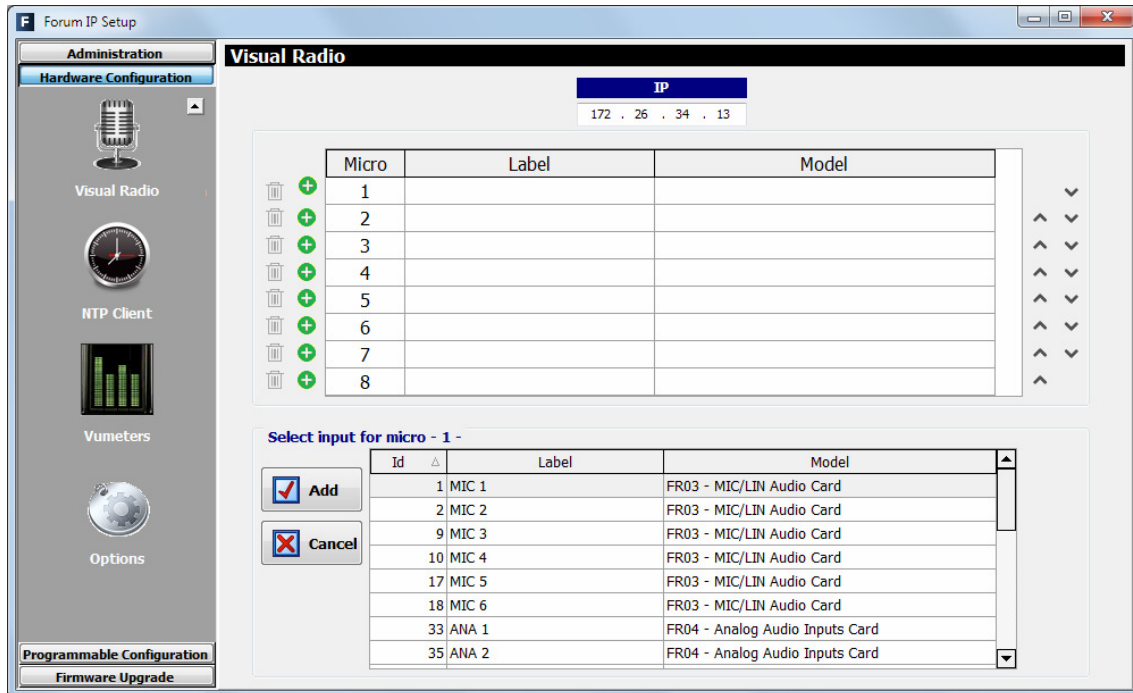 Forum IP Setup
Administration
Hardware Configuration
Visual Radio
NTP Client
Vumeters
Options
Programmable Configuration
Firmware Upgrade
Visual Radio
IP
172 . 26 . 34 . 13
Micro Label Model
1
2
3
4
5
6
7
8
Select input for micro - 1 -
Add
Cancel
Id Label Model
1 MIC 1 FR03 - MIC/LIN Audio Card
2 MIC 2 FR03 - MIC/LIN Audio Card
9 MIC 3 FR03 - MIC/LIN Audio Card
10 MIC 4 FR03 - MIC/LIN Audio Card
17 MIC 5 FR03 - MIC/LIN Audio Card
18 MIC 6 FR03 - MIC/LIN Audio Card
33 ANA 1 FR04 - Analog Audio Inputs Card
35 ANA 2 FR04 - Analog Audio Inputs Card